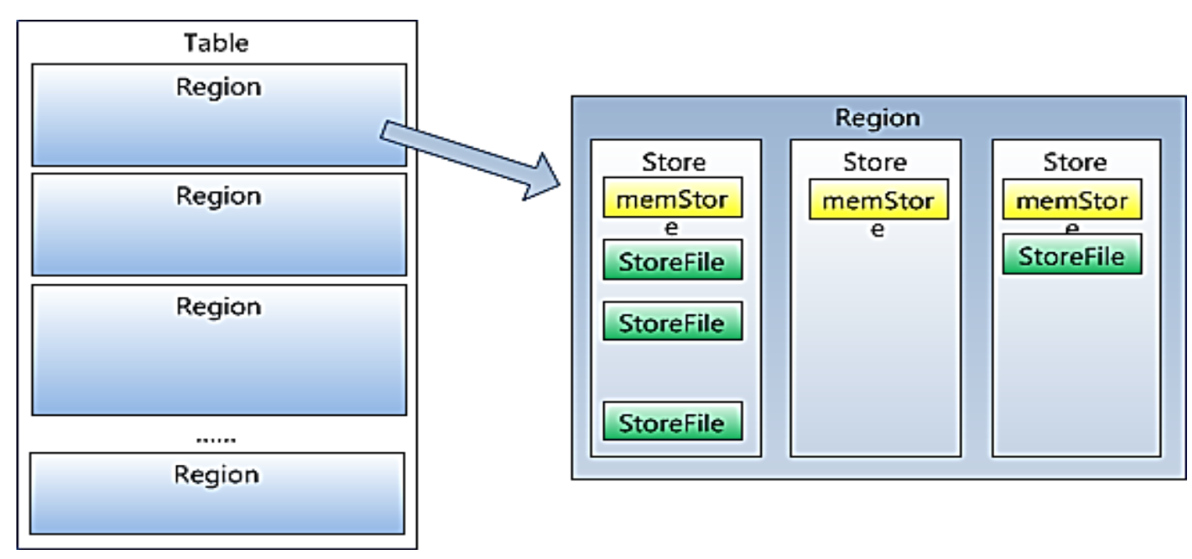 Table
Region
Region
Region
......
Region
Region
Store
memStor
e
StoreFile
StoreFile
StoreFile
Store
memStor
e
Store
memStor
e
StoreFile